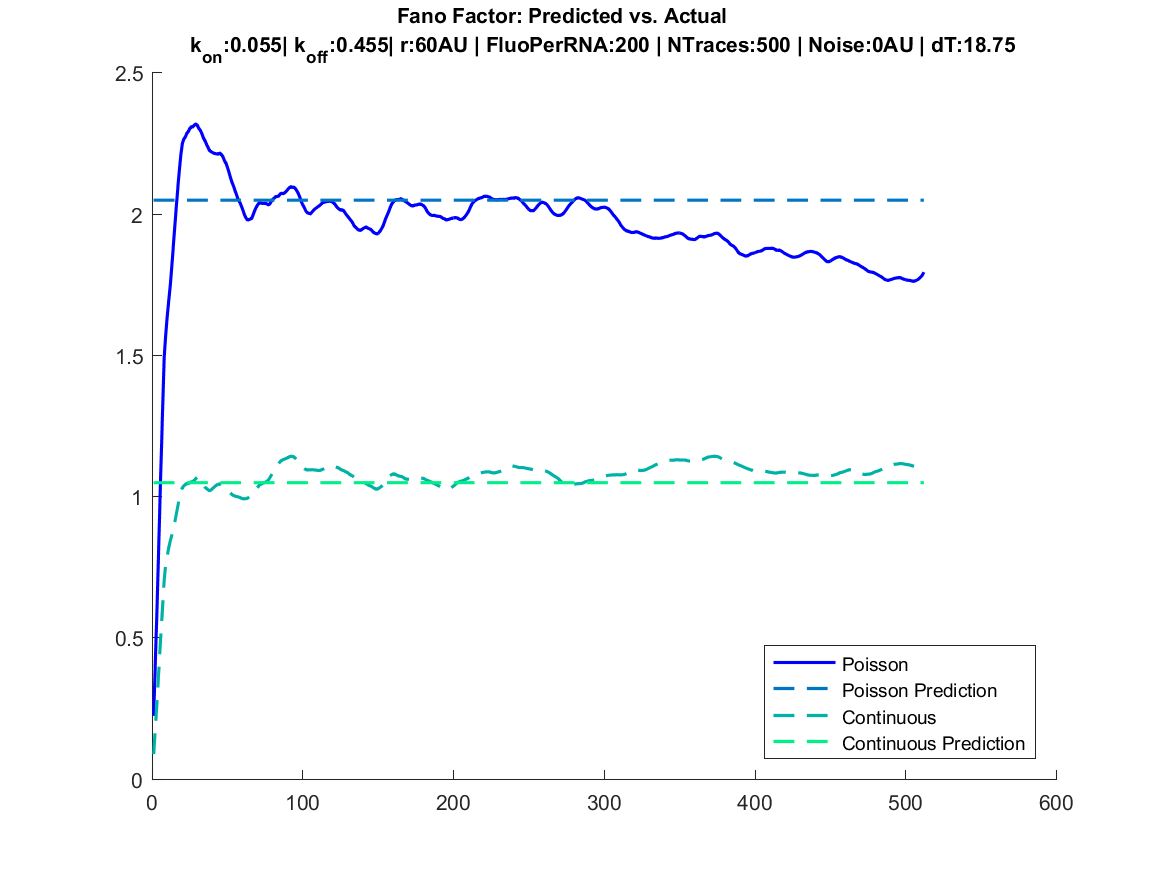 Fano Factor: Predicted vs. Actual
kon:0.055| koff:0.455| r:60AU | FluoPerRNA:200 | NTraces:500 | Noise:0AU | dT:18.75
2.5
2
1.5
1
0.5
0
0 100 200 300 400 500 600
Poisson
Poisson Prediction
Continuous
Continuous Prediction